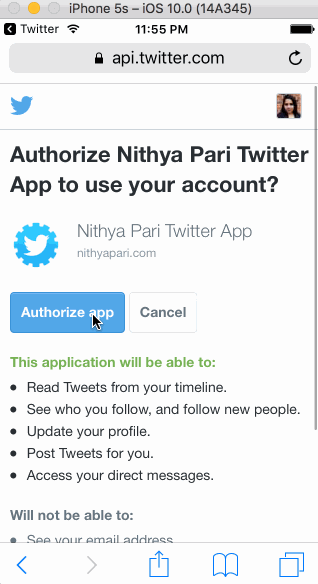 iPhone 5s – iOS 10.0 (14A345)
Twitter 11:55 PM
api.twitter.com
Authorize Nithya Pari Twitter
App to use your account?
Nithya Pari Twitter App
nithyapari.com
Authorize app Cancel
This application will be able to:
• Read Tweets from your timeline.
• See who you follow, and follow new people.
• Update your profile.
• Post Tweets for you.
• Access your direct messages.
Will not be able to:
• See your email address.